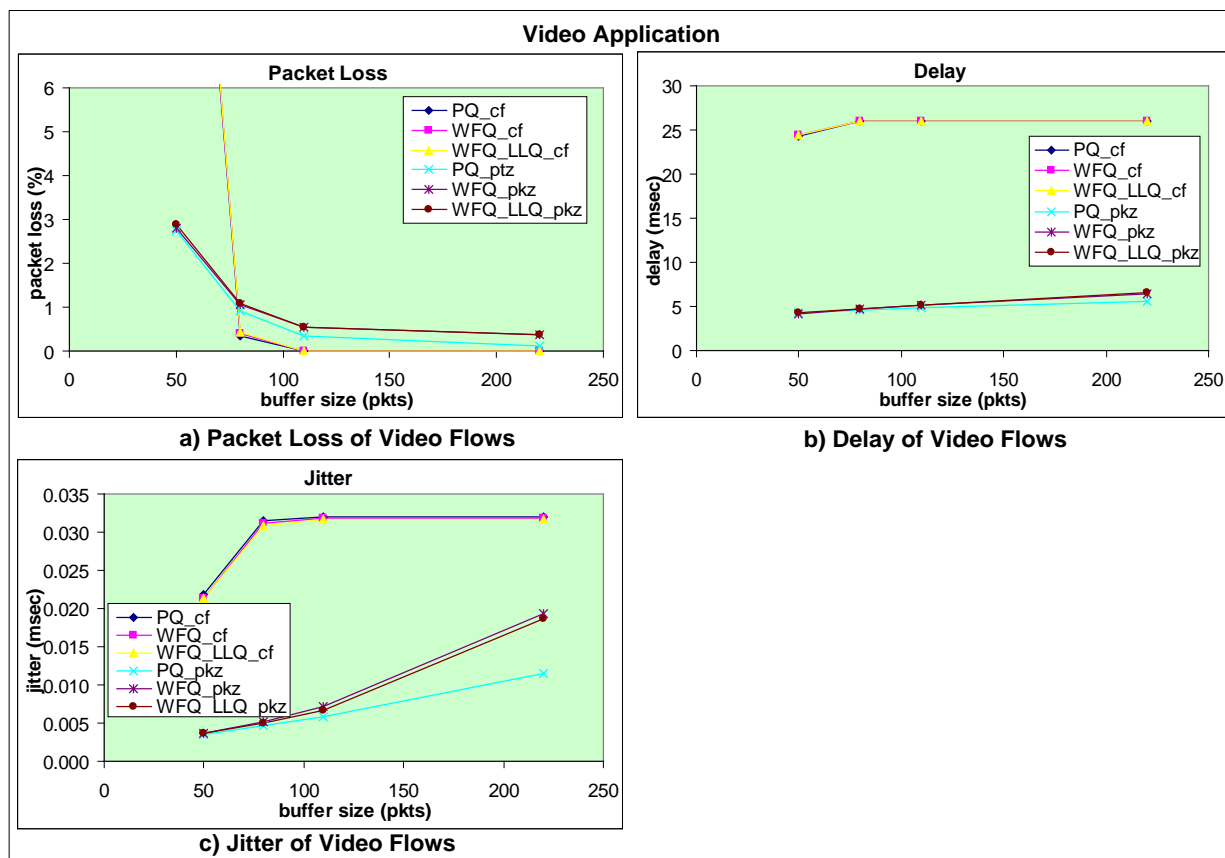 Video Application
Packet Loss
6
5
4
3
2
1
0
packet loss (%)
0
50
100
150
200
250
buffer size (pkts)
PQ_cf
WFQ_cf
WFQ_LLQ_cf
PQ_ptz
WFQ_pkz
WFQ_LLQ_pkz
a) Packet Loss of Video Flows
Delay
30
25
20
15
10
5
0
delay (msec)
0
50
100
150
200
250
buffer size (pkts)
PQ_cf
WFQ_cf
WFQ_LLQ_cf
PQ_pkz
WFQ_pkz
WFQ_LLQ_pkz
b) Delay of Video Flows
Jitter
0.035
0.030
0.025
0.020
0.015
0.010
0.005
0.000
jitter (msec)
0
50
100
150
200
250
buffer size (pkts)
PQ_cf
WFQ_cf
WFQ_LLQ_cf
PQ_pkz
WFQ_pkz
WFQ_LLQ_pkz
c) Jitter of Video Flows